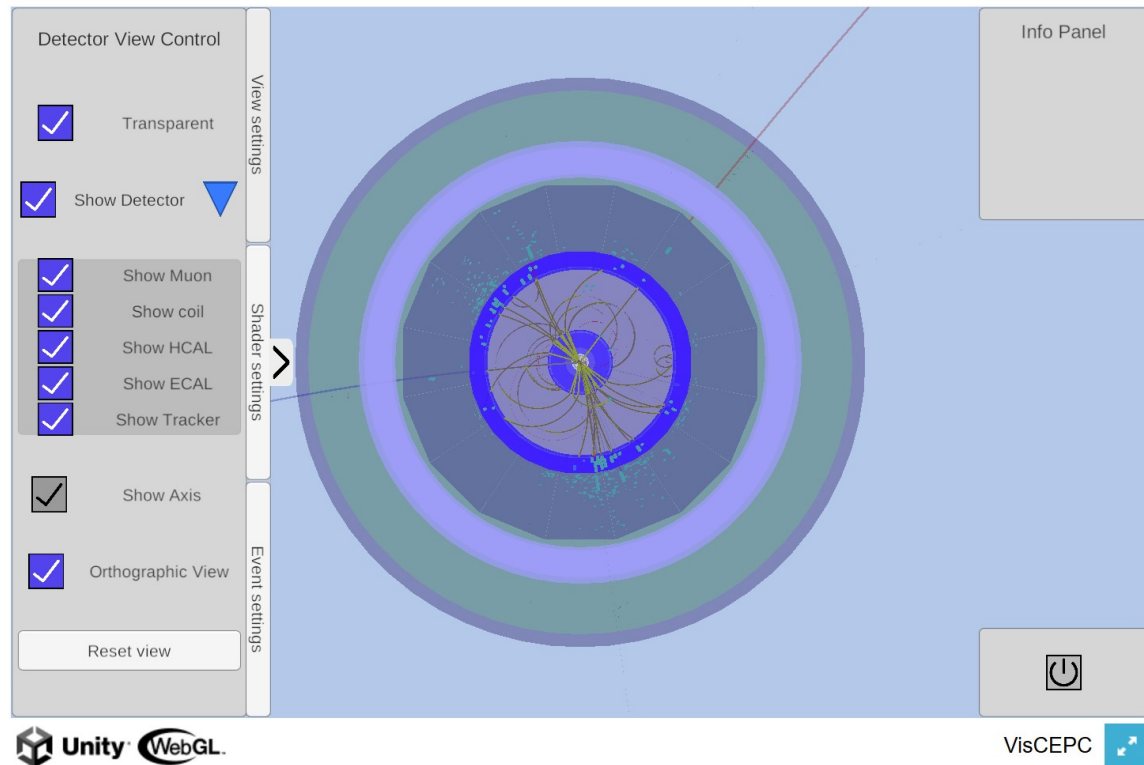 Detector View Control
Transparent
Show Detector
Show Muon
Show coil
Show HCAL
Show ECAL
Show Tracker
Show Axis
Orthographic View
Reset view
View settings
Shader settings
Event settings
Info Panel
Unity WebGL.
VisCEPC